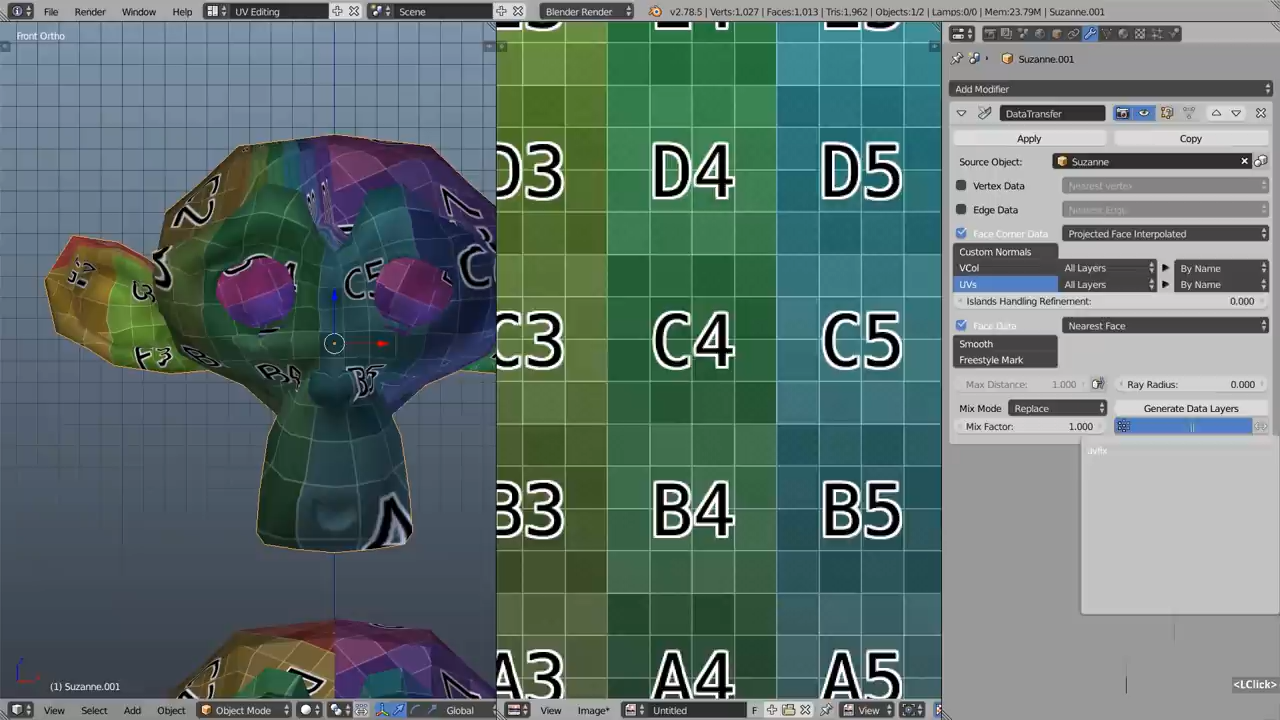 File Render Window Help UV Editing Scene Blender Render v2.78.5 | Verts:1,027 | Faces:1,013 | Tris:1,962 | Objects:1/2 | Lamps:0/0 | Mem:23.79M | Suzanne.001
Front Ortho
Suzanne.001
Add Modifier
DataTransfer
Apply Copy
Source Object: Suzanne
Vertex Data Nearest vertex
Edge Data Nearest Edge
Face Corner Data Projected Face Interpolated
Custom Normals
VCol All Layers By Name
UVs All Layers By Name
Islands Handling Refinement: 0.000
Face Data Nearest Face
Smooth
Freestyle Mark
Max Distance: 1.000 Ray Radius: 0.000
Mix Mode Replace Generate Data Layers
Mix Factor: 1.000
uvfix
D3 D4 D5
C3 C4 C5
B3 B4 B5
A3 A4 A5
C5
F3
B4 B5
(1) Suzanne.001
<LClick>
View Select Add Object Object Mode Global View Image* Untitled F View